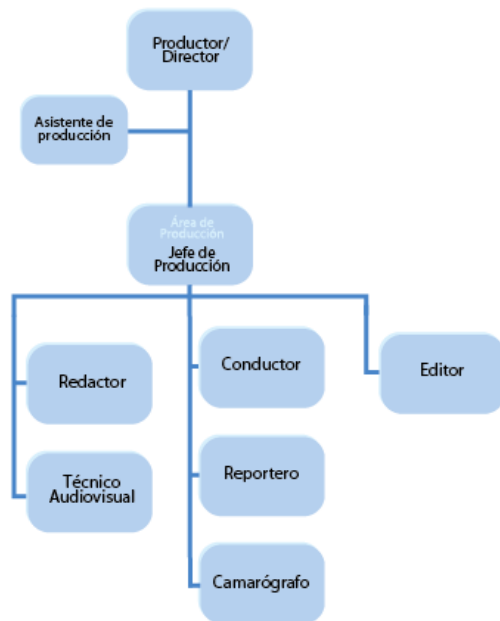 Productor/
Director
Asistente de
producción
Área de
Producción
Jefe de
Producción
Redactor
Conductor
Editor
Técnico
Audiovisual
Reportero
Camarógrafo